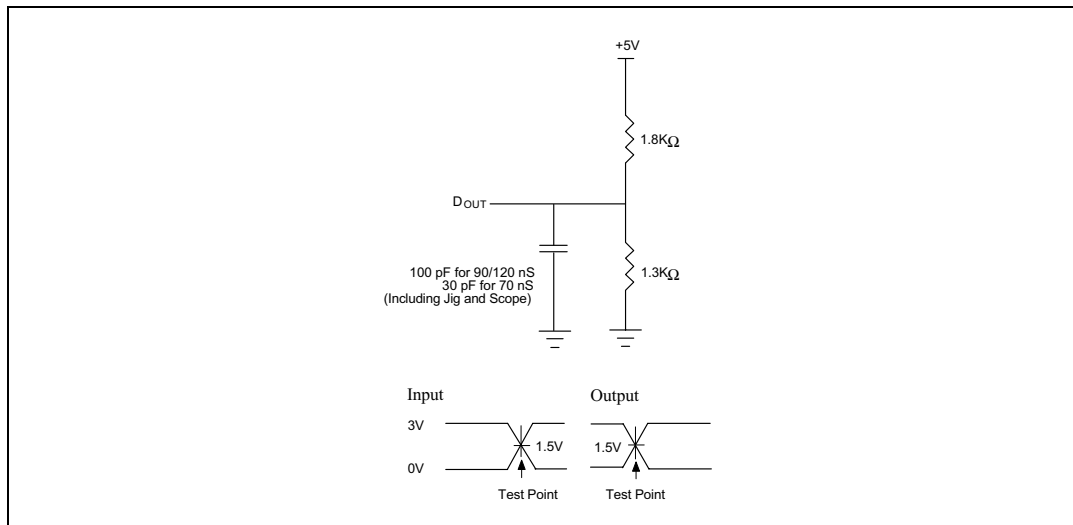 +5V
1.8KΩ
DOUT
100 pF for 90/120 nS
30 pF for 70 nS
(Including Jig and Scope)
1.3KΩ
Input
Output
3V
1.5V
1.5V
0V
Test Point
Test Point